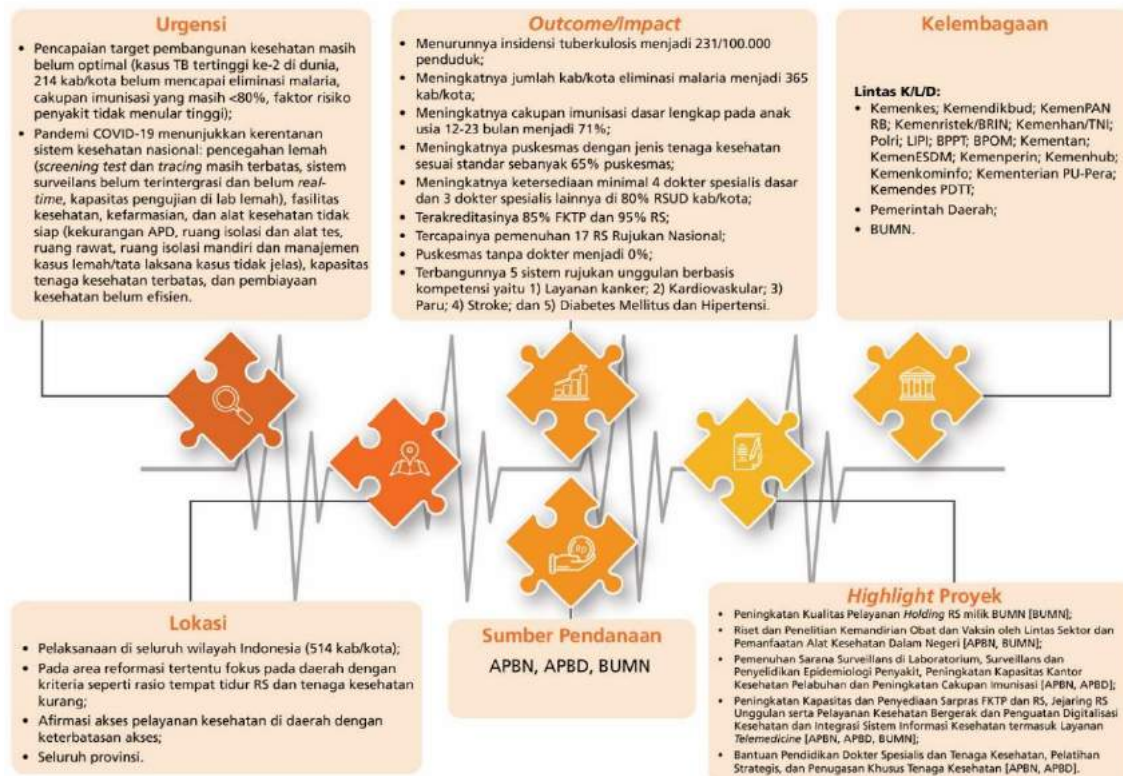 Urgensi
• Pencapaian target pembangunan kesehatan masih
belum optimal (kasus TB tertinggi ke-2 di dunia,
214 kab/kota belum mencapai eliminasi malaria,
cakupan imunisasi yang masih <80%, faktor risiko
penyakit tidak menular tinggi);
• Pandemi COVID-19 menunjukkan kerentanan
sistem kesehatan nasional: pencegahan lemah
(screening test dan tracing masih terbatas, sistem
surveilans belum terintergrasi dan belum real-
time, kapasitas pengujian di lab lemah), fasilitas
kesehatan, kefarmasian, dan alat kesehatan tidak
siap (kekurangan APD, ruang isolasi dan alat tes,
ruang rawat, ruang isolasi mandiri dan manajemen
kasus lemah/tata laksana kasus tidak jelas), kapasitas
tenaga kesehatan terbatas, dan pembiayaan
kesehatan belum efisien.
Outcome/Impact
• Menurunnya insidensi tuberkulosis menjadi 231/100.000
penduduk;
• Meningkatnya jumlah kab/kota eliminasi malaria menjadi 365
kab/kota;
• Meningkatnya cakupan imunisasi dasar lengkap pada anak
usia 12-23 bulan menjadi 71%;
• Meningkatnya puskesmas dengan jenis tenaga kesehatan
sesuai standar sebanyak 65% puskesmas;
• Meningkatnya ketersediaan minimal 4 dokter spesialis dasar
dan 3 dokter spesialis lainnya di 80% RSUD kab/kota;
• Terakreditasinya 85% FKTP dan 95% RS;
• Tercapainya pemenuhan 17 RS Rujukan Nasional;
• Puskesmas tanpa dokter menjadi 0%;
• Terbangunnya 5 sistem rujukan unggulan berbasis
kompetensi yaitu 1) Layanan kanker; 2) Kardiovaskular; 3)
Paru; 4) Stroke; dan 5) Diabetes Mellitus dan Hipertensi.
Kelembagaan
Lintas K/L/D:
• Kemenkes; Kemendikbud; KemenPAN
RB; Kemenristek/BRIN; Kemenhan/TNI;
Polri; LIPI; BPPT; BPOM; Kementan;
KemenESDM; Kemenperin; Kemenhub;
Kemenkominfo; Kementerian PU-Pera;
Kemendes PDTT;
• Pemerintah Daerah;
• BUMN.
Lokasi
• Pelaksanaan di seluruh wilayah Indonesia (514 kab/kota);
• Pada area reformasi tertentu fokus pada daerah dengan
kriteria seperti rasio tempat tidur RS dan tenaga kesehatan
kurang;
• Afirmasi akses pelayanan kesehatan di daerah dengan
keterbatasan akses;
• Seluruh provinsi.
Rp
Sumber Pendanaan
APBN, APBD, BUMN
Highlight Proyek
• Peningkatan Kualitas Pelayanan Holding RS milik BUMN [BUMN];
• Riset dan Penelitian Kemandirian Obat dan Vaksin oleh Lintas Sektor dan
Pemanfaatan Alat Kesehatan Dalam Negeri [APBN, BUMN];
• Pemenuhan Sarana Surveillans di Laboratorium, Surveillans dan
Penyelidikan Epidemiologi Penyakit, Peningkatan Kapasitas Kantor
Kesehatan Pelabuhan dan Peningkatan Cakupan Imunisasi [APBN, APBD];
• Peningkatan Kapasitas dan Penyediaan Sarpras FKTP dan RS, Jejaring RS
Unggulan serta Pelayanan Kesehatan Bergerak dan Penguatan Digitalisasi
Kesehatan dan Integrasi Sistem Informasi Kesehatan termasuk Layanan
Telemedicine [APBN, APBD, BUMN];
• Bantuan Pendidikan Dokter Spesialis dan Tenaga Kesehatan, Pelatihan
Strategis, dan Penugasan Khusus Tenaga Kesehatan [APBN, APBD].